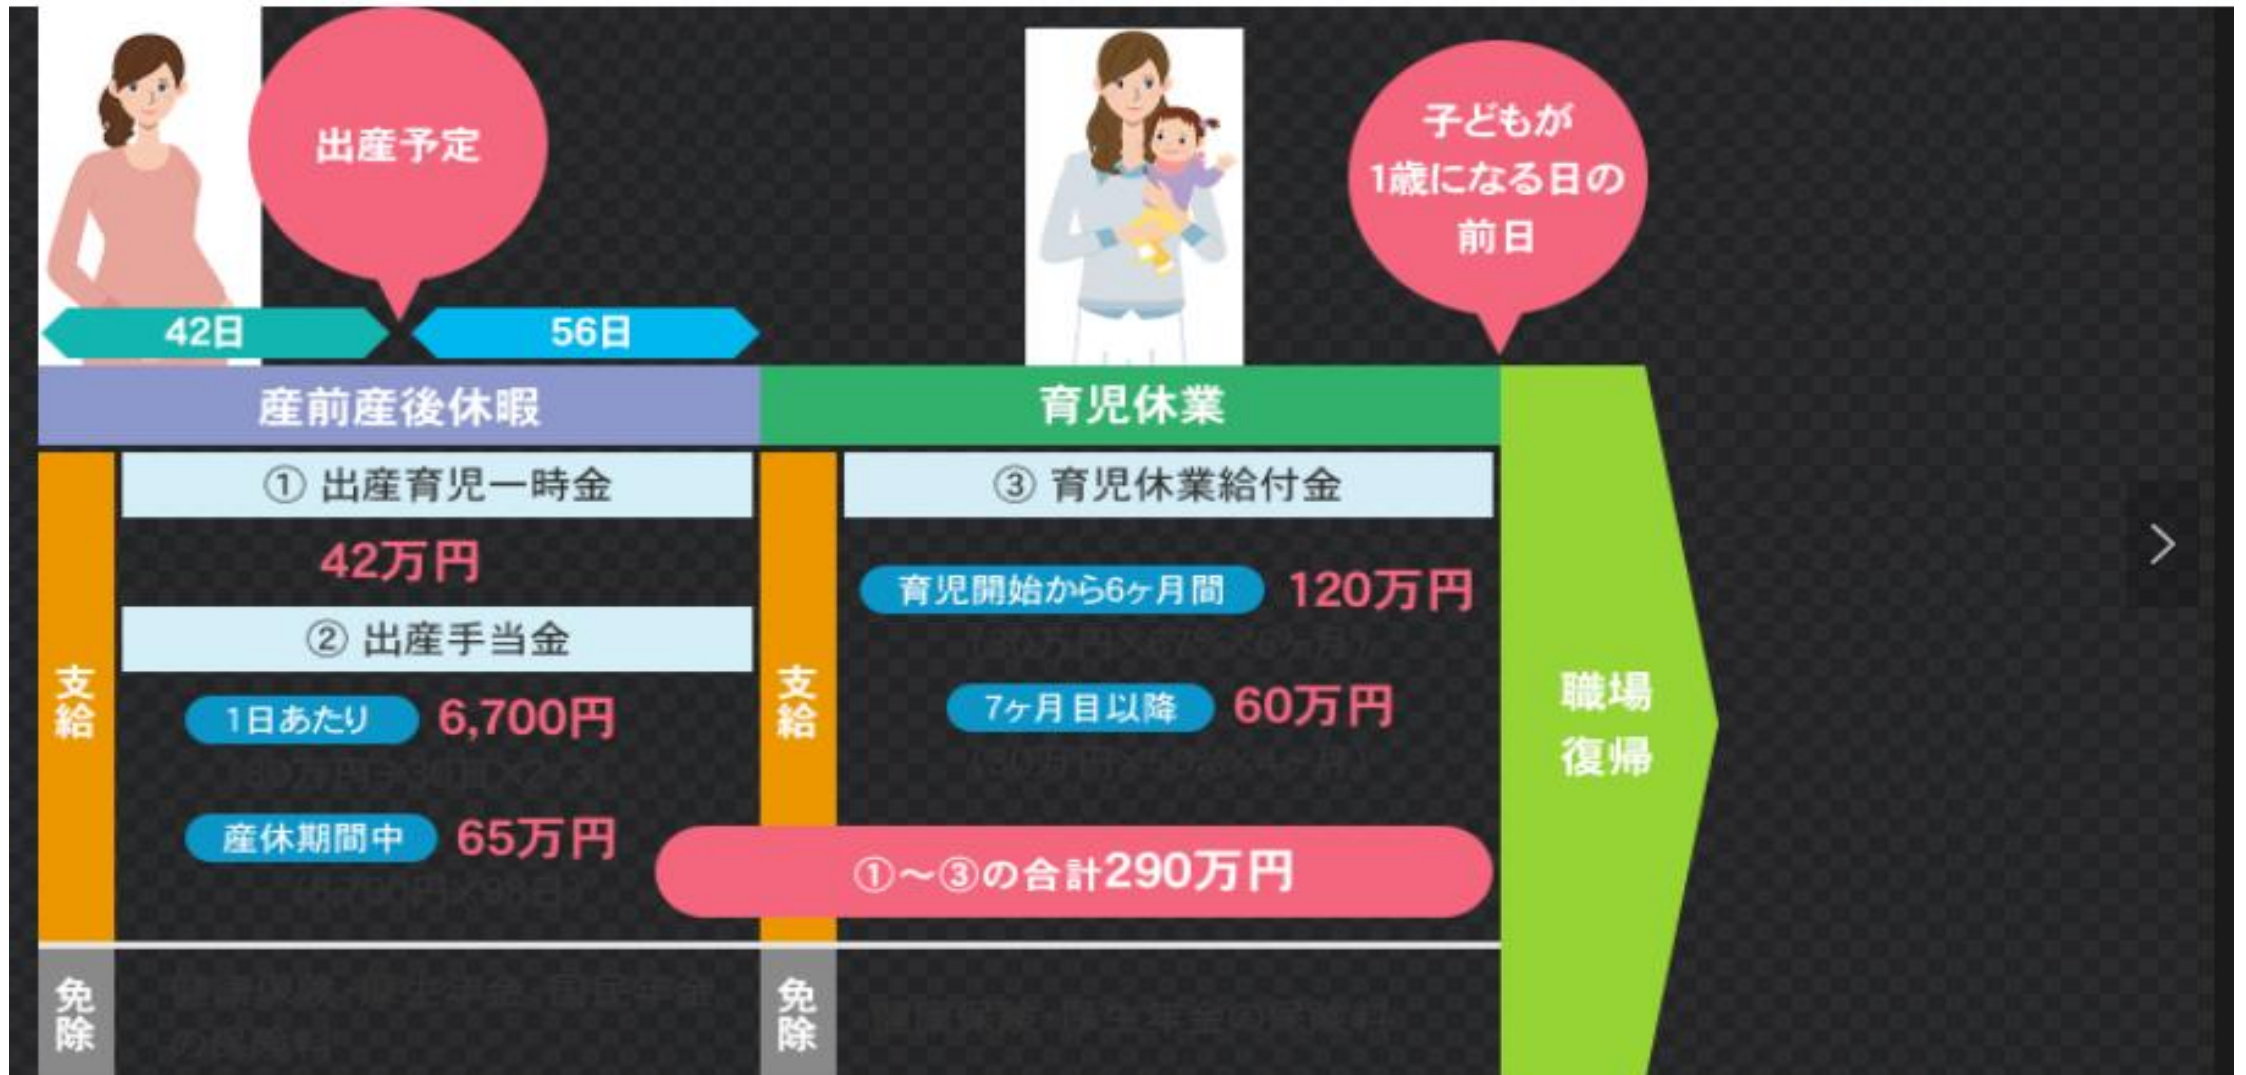 出産予定
子どもが
1歳になる日の
前日
42日
56日
産前産後休暇
育児休業
支給
① 出産育児一時金
42万円
② 出産手当金
1日あたり 6,700円
産休期間中 65万円
支給
③ 育児休業給付金
育児開始から6ヶ月間 120万円
7ヶ月目以降 60万円
①～③の合計290万円
職場
復帰
免除
免除